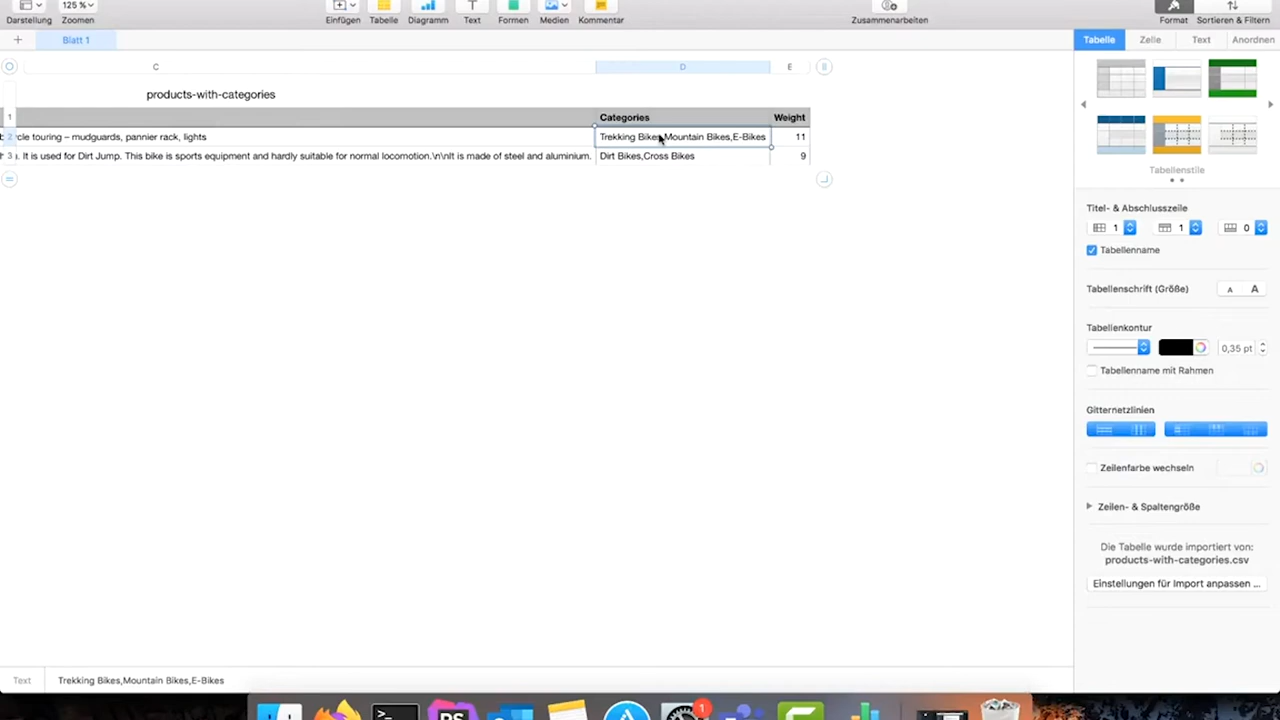 Darstellung
125 %
Zoomen
Einfügen
Tabelle
Diagramm
Text
Formen
Medien
Kommentar
Zusammenarbeiten
Format
Sortieren & Filtern
Blatt 1
Tabelle
Zelle
Text
Anordnen
C
D
E
products-with-categories
1
Categories
Weight
2
cle touring – mudguards, pannier rack, lights
Trekking Bikes,Mountain Bikes,E-Bikes
11
3
. It is used for Dirt Jump. This bike is sports equipment and hardly suitable for normal locomotion.\n\nIt is made of steel and aluminium.
Dirt Bikes,Cross Bikes
9
Tabellenstile
Titel- & Abschlusszeile
1
1
0
Tabellenname
Tabellenschrift (Größe)
A
A
Tabellenkontur
0,35 pt
Tabellenname mit Rahmen
Gitternetzlinien
Zeilenfarbe wechseln
Zeilen- & Spaltengröße
Die Tabelle wurde importiert von:
products-with-categories.csv
Einstellungen für Import anpassen ...
Text
Trekking Bikes,Mountain Bikes,E-Bikes
1